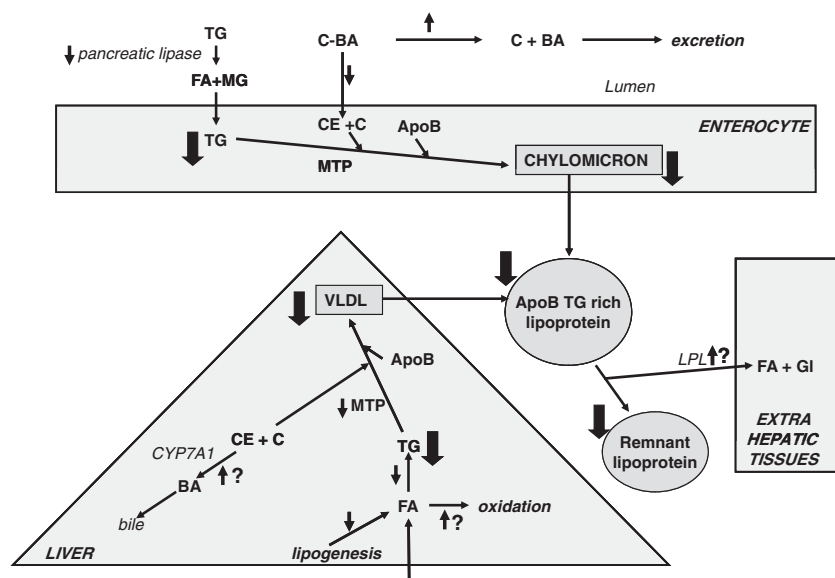 TG
C-BA
C + BA
excretion
pancreatic lipase
FA+MG
Lumen
TG
CE +C
ApoB
ENTEROCYTE
MTP
CHYLOMICRON
VLDL
ApoB TG rich
lipoprotein
ApoB
LPL ?
FA + Gl
MTP
CYP7A1
CE + C
TG
Remnant
lipoprotein
EXTRA
HEPATIC
TISSUES
BA
?
bile
FA
oxidation
?
LIVER
lipogenesis